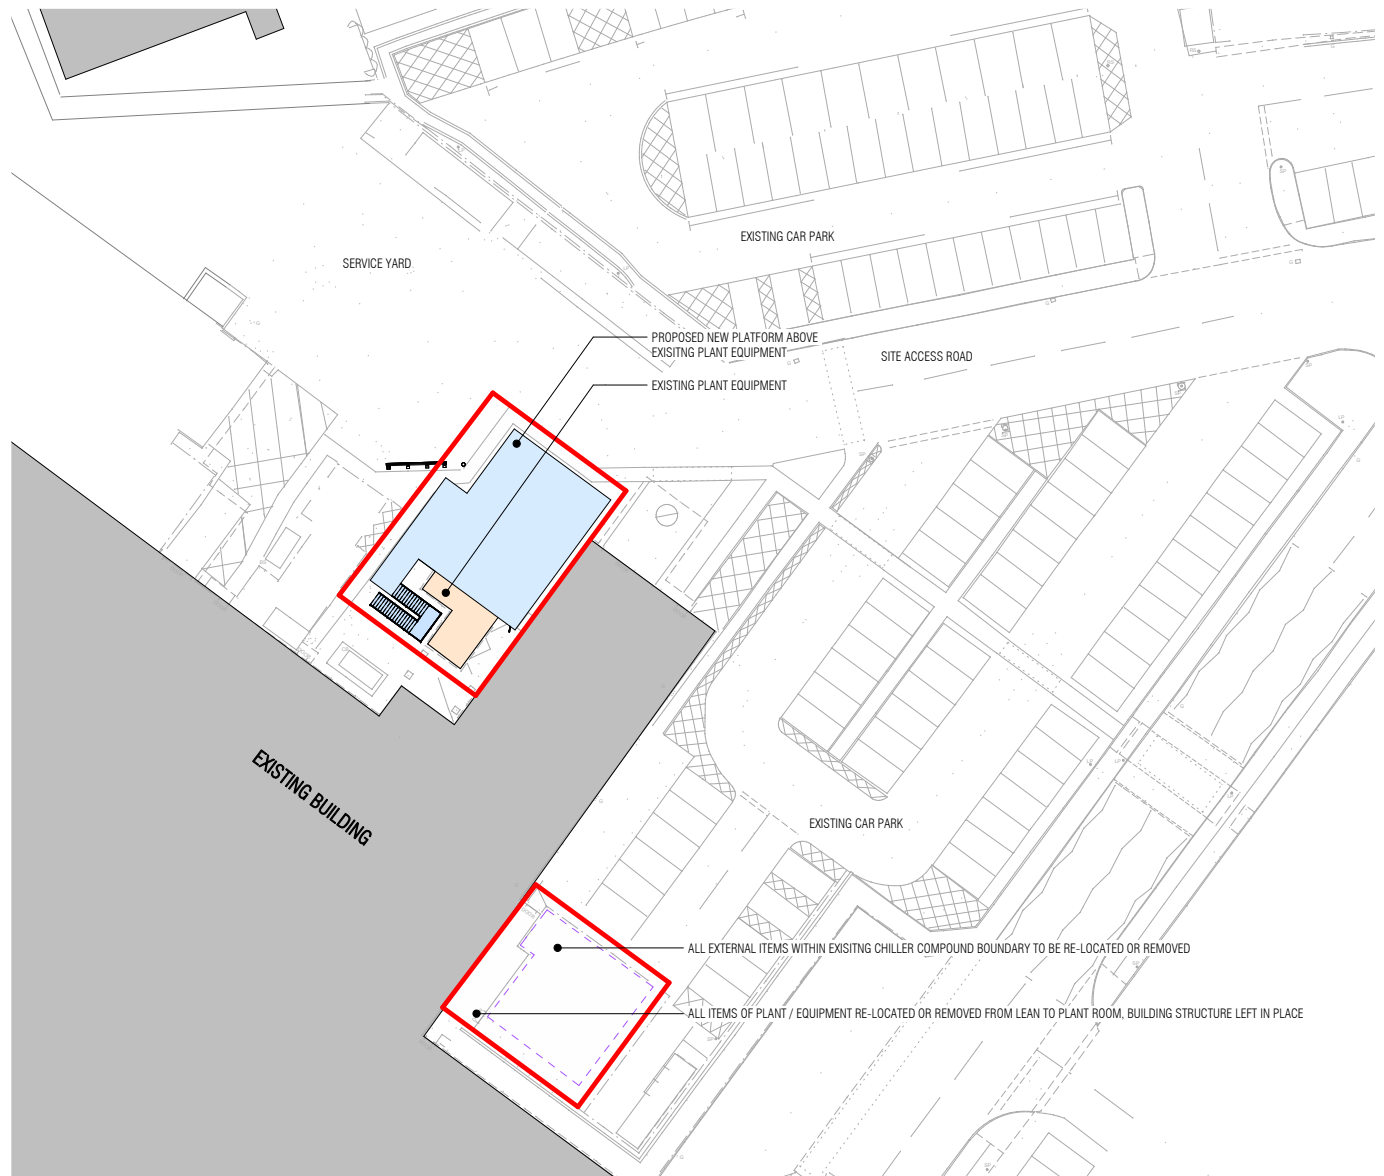 EXISTING CAR PARK
SERVICE YARD
PROPOSED NEW PLATFORM ABOVE
EXISITNG PLANT EQUIPMENT
SITE ACCESS ROAD
EXISTING PLANT EQUIPMENT
EXISTING BUILDING
EXISTING CAR PARK
ALL EXTERNAL ITEMS WITHIN EXISITNG CHILLER COMPOUND BOUNDARY TO BE RE-LOCATED OR REMOVED
ALL ITEMS OF PLANT / EQUIPMENT RE-LOCATED OR REMOVED FROM LEAN TO PLANT ROOM, BUILDING STRUCTURE LEFT IN PLACE